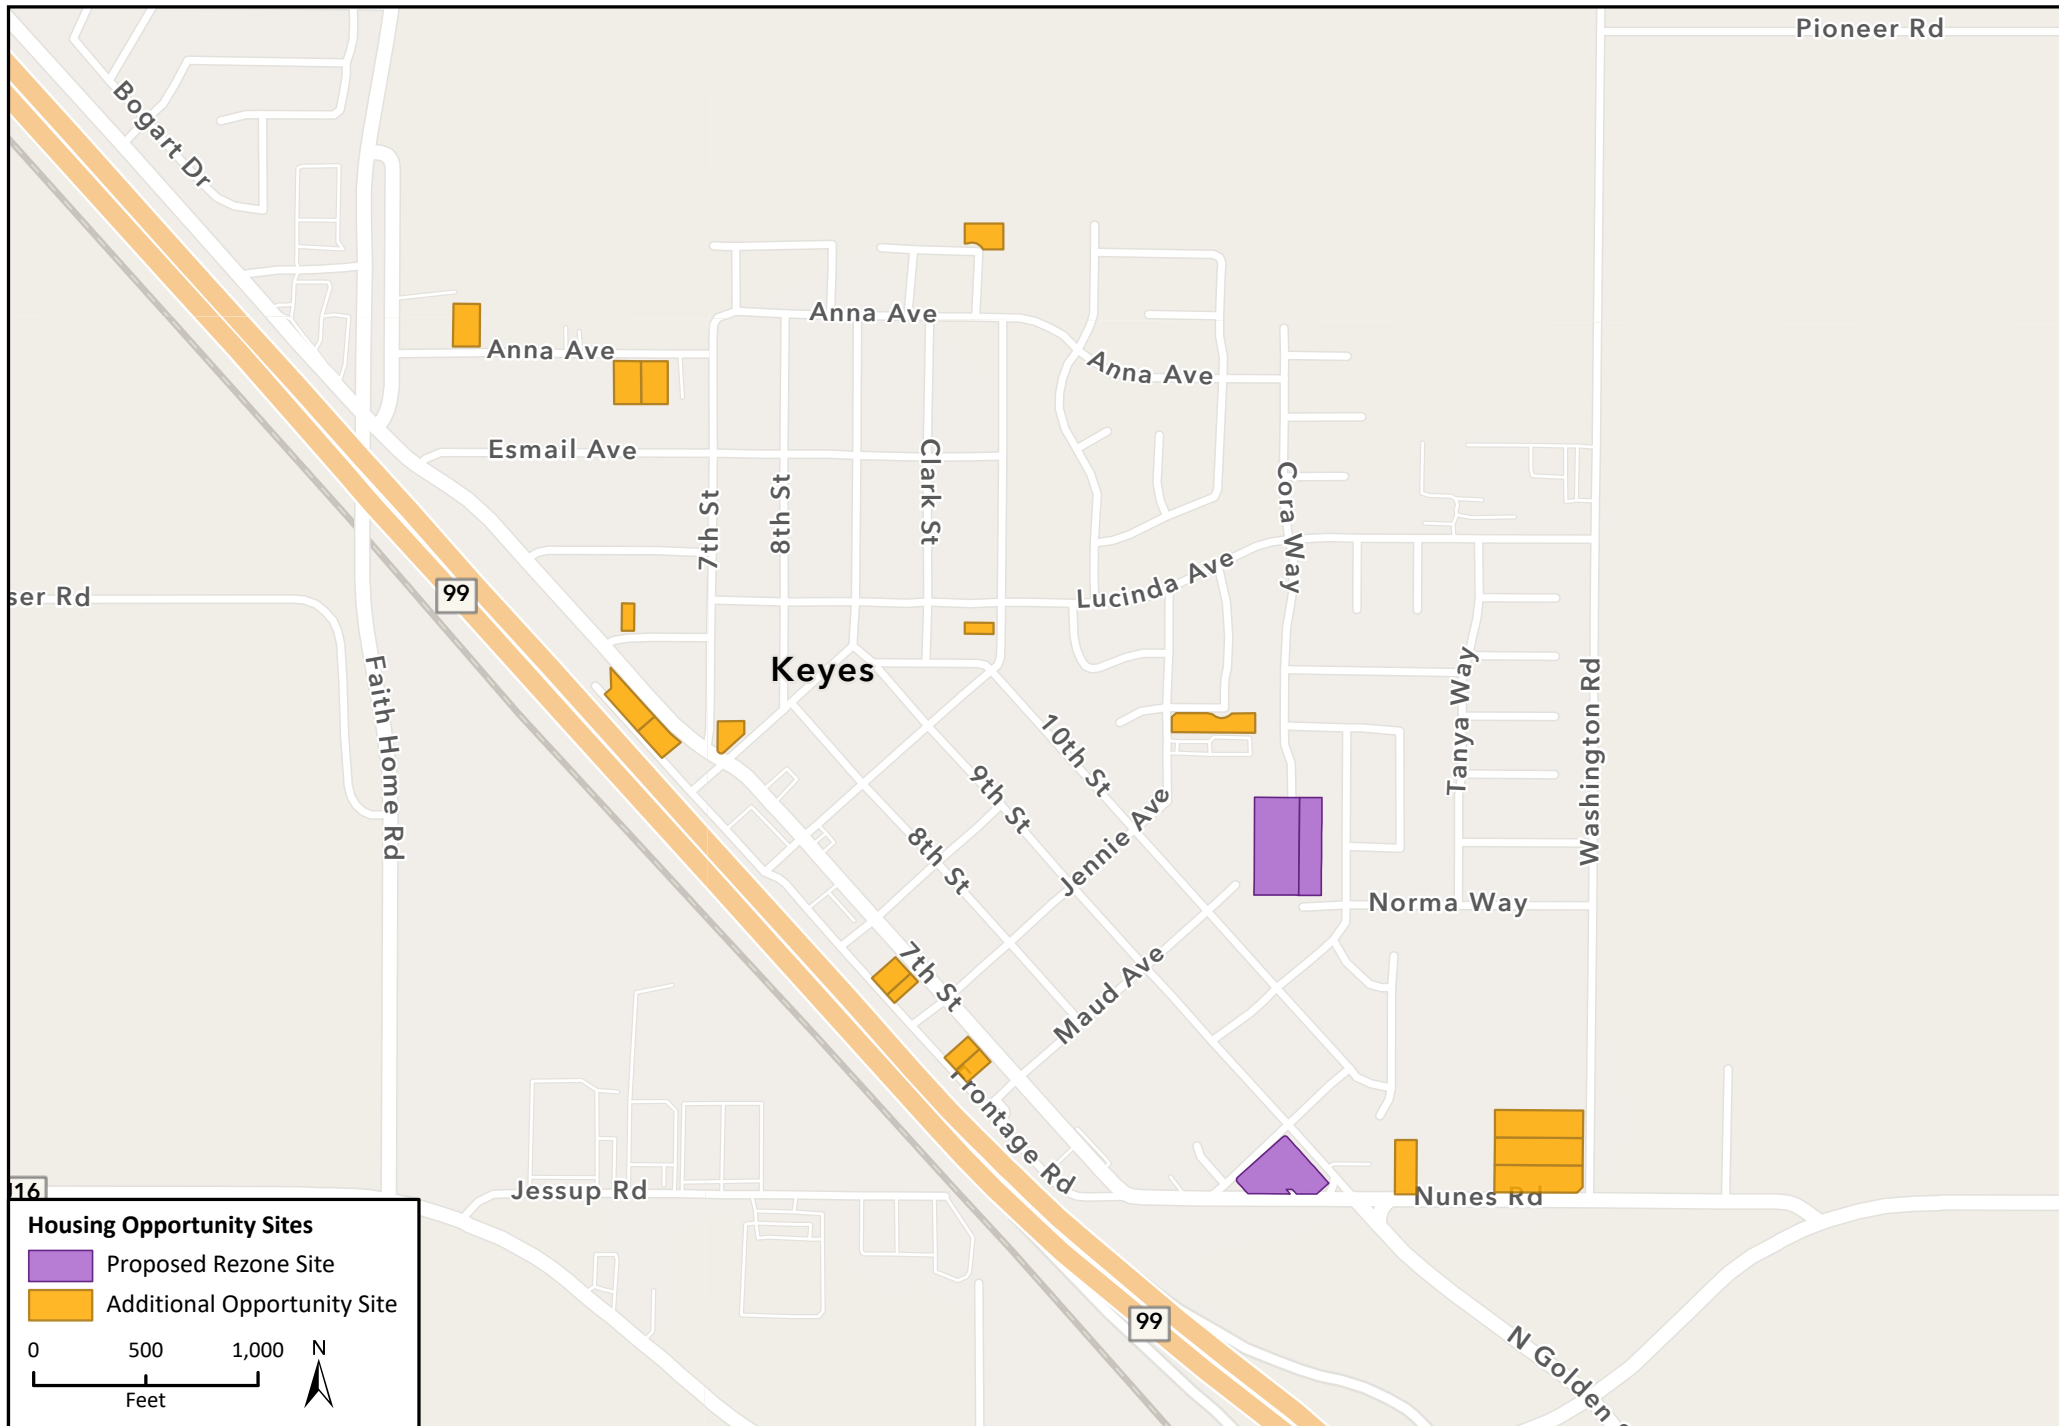 Pioneer Rd
Bogart Dr
Anna Ave
Anna Ave
Anna Ave
Esmail Ave
Clark St
7th St
8th St
Cora Way
Lucinda Ave
99
ser Rd
Keyes
Faith Home Rd
Tanya Way
Washington Rd
10th St
9th St
8th St
Jennie Ave
Norma Way
7th St
Maud Ave
Frontage Rd
J16
Jessup Rd
Nunes Rd
99
N Golden
Housing Opportunity Sites
Proposed Rezone Site
Additional Opportunity Site
0 500 1,000
N
Feet